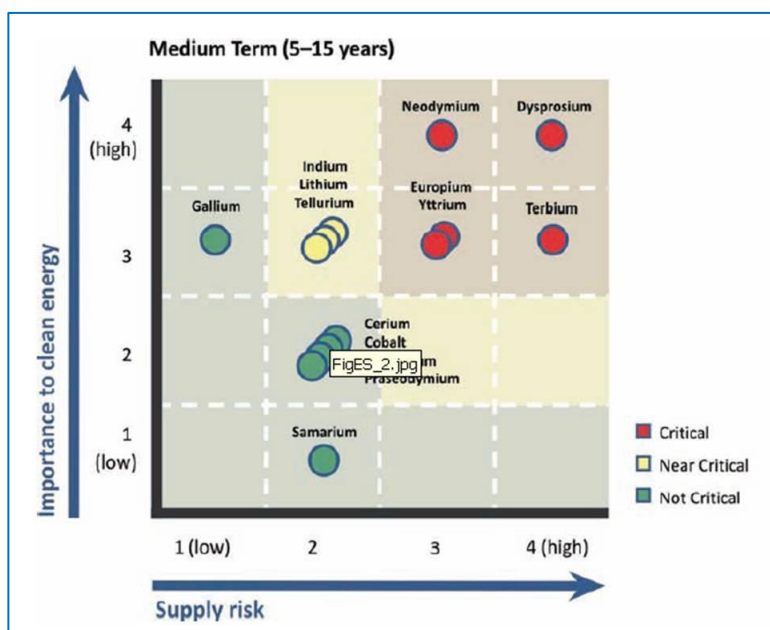 Medium Term (5–15 years)
Importance to clean energy
4
(high)
3
2
1
(low)
Neodymium
Dysprosium
Indium
Lithium
Tellurium
Gallium
Europium
Yttrium
Terbium
Cerium
Cobalt
FigES_2.jpg
Praseodymium
Samarium
Critical
Near Critical
Not Critical
1 (low)
2
3
4 (high)
Supply risk